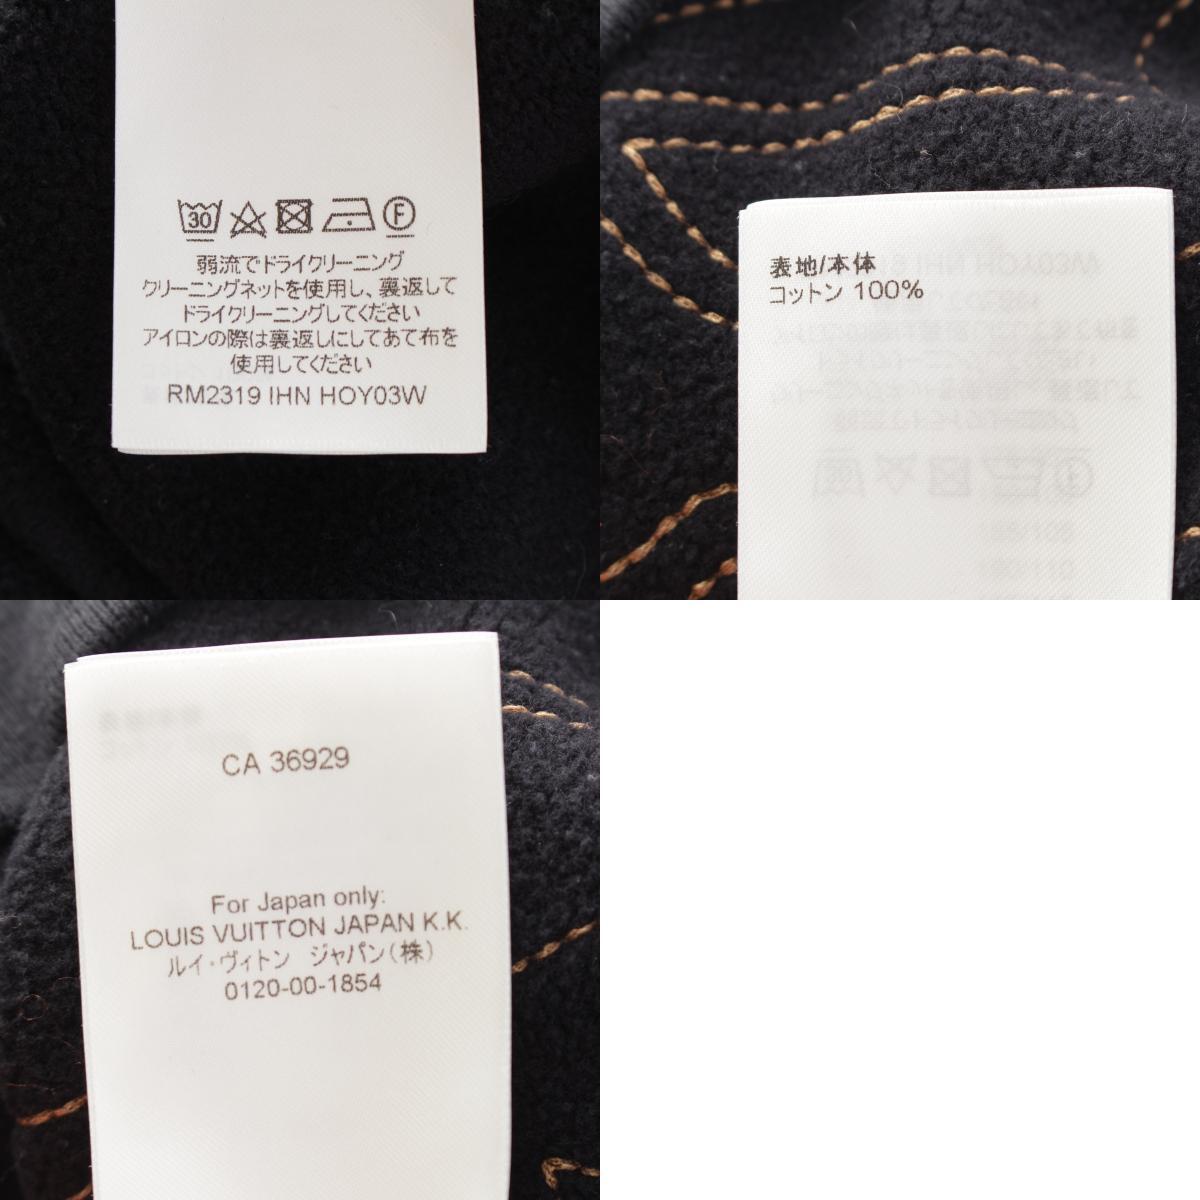 30
F
弱流でドライクリーニング
クリーニングネットを使用し、裏返して
ドライクリーニングしてください
アイロンの際は裏返しにしてあて布を
使用してください
RM2319 IHN HOY03W
表地/本体
コットン 100%
CA 36929
For Japan only:
LOUIS VUITTON JAPAN K.K.
ルイ・ヴィトン ジャパン(株)
0120-00-1854